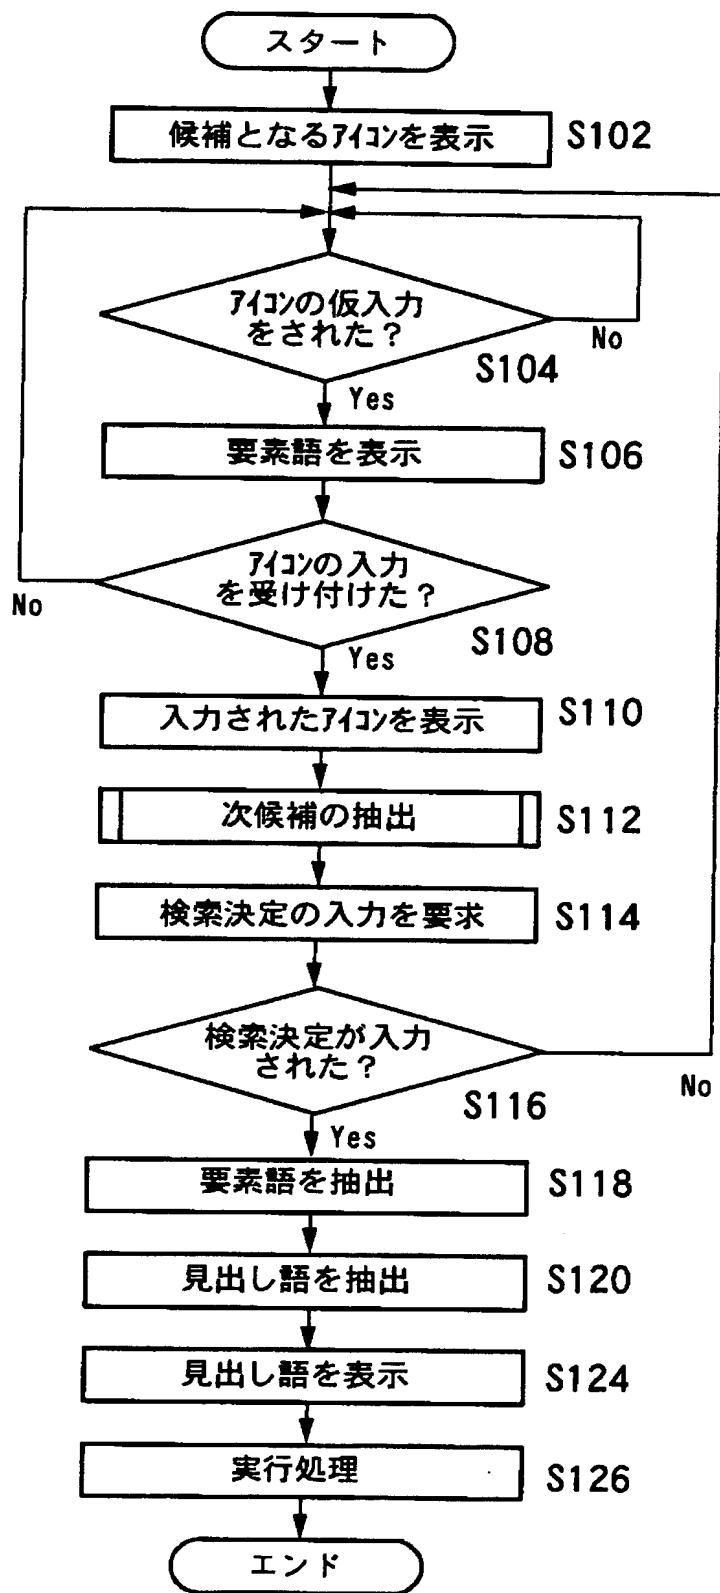 スタート
候補となるアイコンを表示 S102
アイコンの仮入力
をされた？
No
S104
Yes
要素語を表示 S106
アイコンの入力
を受け付けた？
No
S108
Yes
入力されたアイコンを表示 S110
次候補の抽出 S112
検索決定の入力を要求 S114
検索決定が入力
された？
No
S116
Yes
要素語を抽出 S118
見出し語を抽出 S120
見出し語を表示 S124
実行処理 S126
エンド